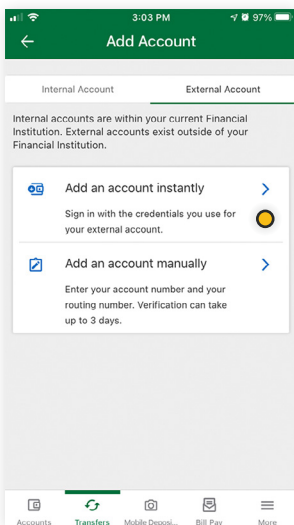 3:03 PM 97%
Add Account
Internal Account External Account
Internal accounts are within your current Financial
Institution. External accounts exist outside of your
Financial Institution.
Add an account instantly
Sign in with the credentials you use for
your external account.
Add an account manually
Enter your account number and your
routing number. Verification can take
up to 3 days.
Accounts Transfers Mobile Deposi... Bill Pay More